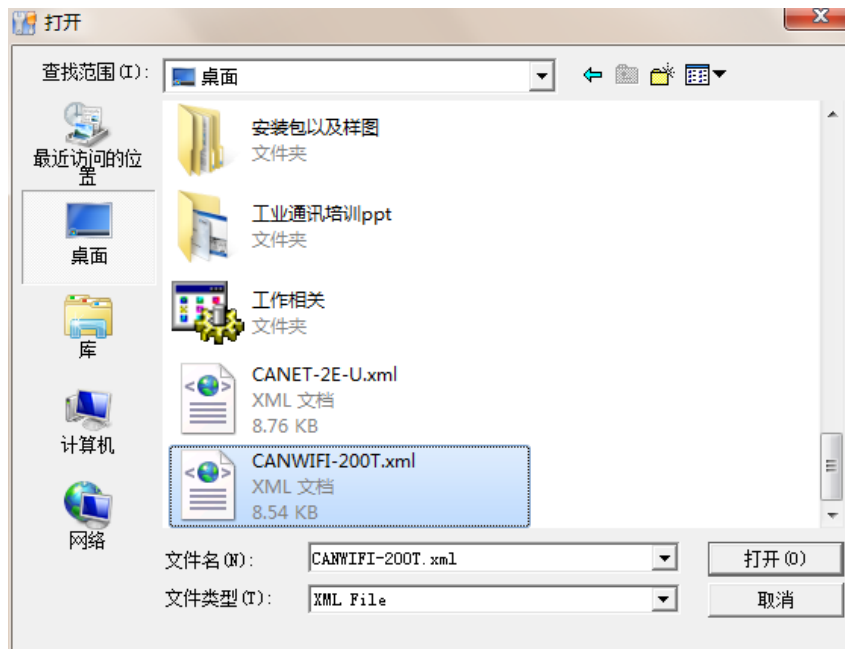 打开
查找范围(I):
桌面
最近访问的位
置
桌面
库
计算机
网络
安装包以及样图
文件夹
工业通讯培训ppt
文件夹
工作相关
文件夹
CANET-2E-U.xml
XML 文档
8.76 KB
CANWIFI-200T.xml
XML 文档
8.54 KB
文件名(N):
CANWIFI-200T.xml
打开(O)
文件类型(T):
XML File
取消